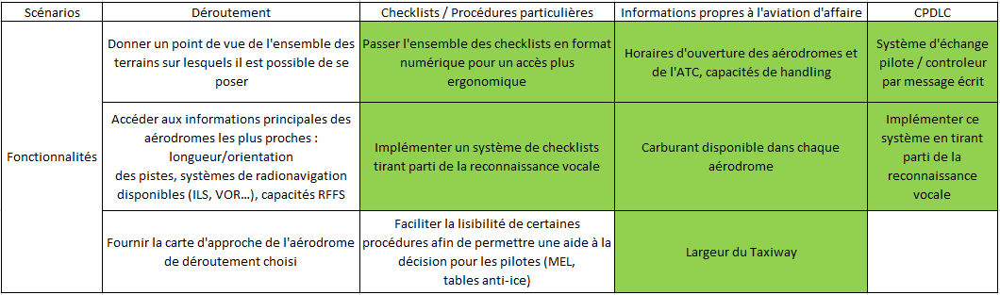 Scénarios
Déroutement
Checklists / Procédures particulières
Informations propres à l'aviation d'affaire
CPDLC
Fonctionnalités
Donner un point de vue de l'ensemble des
terrains sur lesquels il est possible de se
poser
Passer l'ensemble des checklists en format
numérique pour un accès plus
ergonomique
Horaires d'ouverture des aérodromes et
de l'ATC, capacités de handling
Système d'échange
pilote / controleur
par message écrit
Accéder aux informations principales des
aérodromes les plus proches :
longueur/orientation
des pistes, systèmes de radionavigation
disponibles (ILS, VOR…), capacités RFFS
Implémenter un système de checklists
tirant parti de la reconnaissance vocale
Carburant disponible dans chaque
aérodrome
Implémenter ce
système en tirant
parti de la
reconnaissance
vocale
Fournir la carte d'approche de l'aérodrome
de déroutement choisi
Faciliter la lisibilité de certaines
procédures afin de permettre une aide à la
décision pour les pilotes (MEL,
tables anti-ice)
Largeur du Taxiway